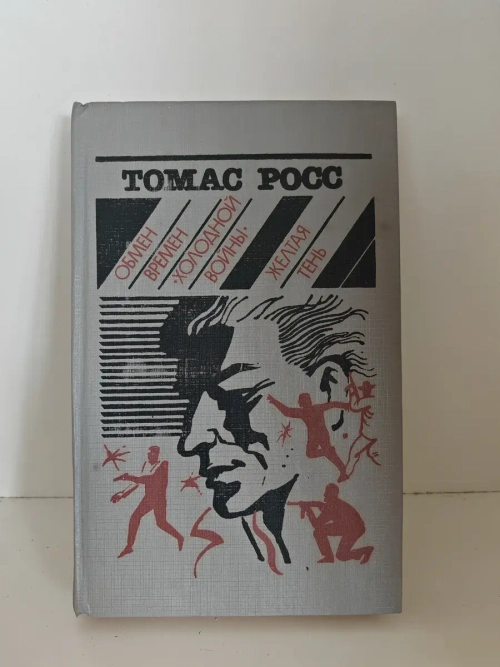 ТОМАС РОСС
ОБМЕН
ВРЕМЕН
«ХОЛОДНОЙ
ВОЙНЫ»
ЖЕЛТАЯ
ТЕНЬ